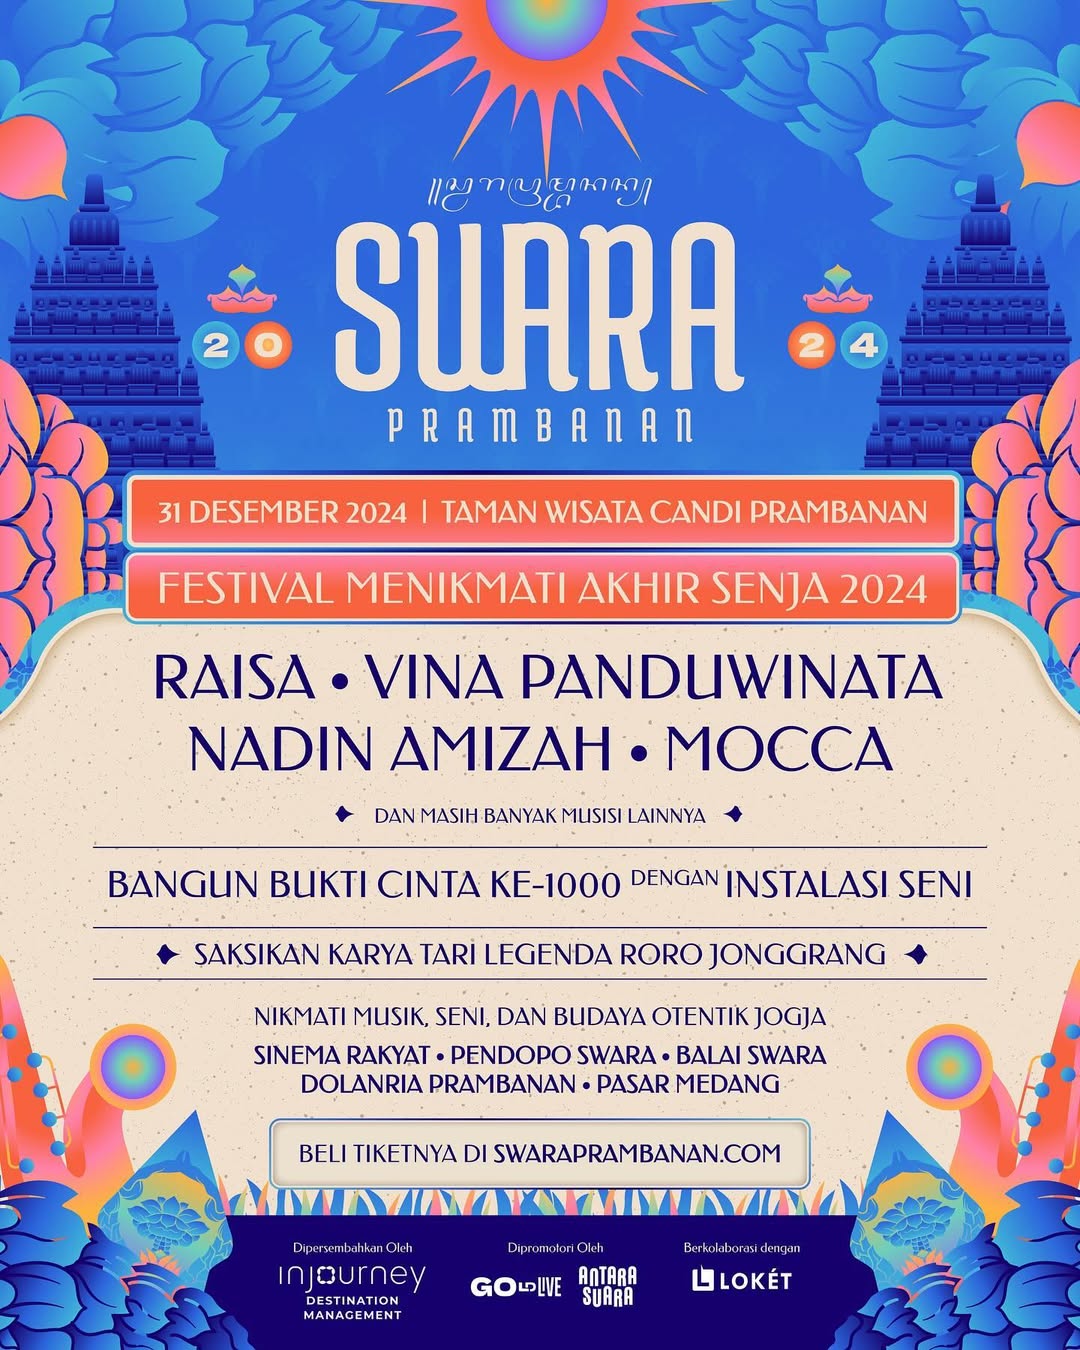 SWARA
20 24
PRAMBANAN
31 DESEMBER 2024 | TAMAN WISATA CANDI PRAMBANAN
FESTIVAL MENIKMATI AKHIR SENJA 2024
RAISA • VINA PANDUWINATA
NADIN AMIZAH • MOCCA
DAN MASIH BANYAK MUSISI LAINNYA
BANGUN BUKTI CINTA KE-1000 DENGAN INSTALASI SENI
SAKSIKAN KARYA TARI LEGENDA RORO JONGGRANG
NIKMATI MUSIK, SENI, DAN BUDAYA OTENTIK JOGJA
SINEMA RAKYAT • PENDOPO SWARA • BALAI SWARA
DOLANRIA PRAMBANAN • PASAR MEDANG
BELI TIKETNYA DI SWARAPRAMBANAN.COM
Dipersembahkan Oleh
injourney
DESTINATION
MANAGEMENT
Dipromotori Oleh
GOLDLIVE
ANTARA
SUARA
Berkolaborasi dengan
LOKÉT